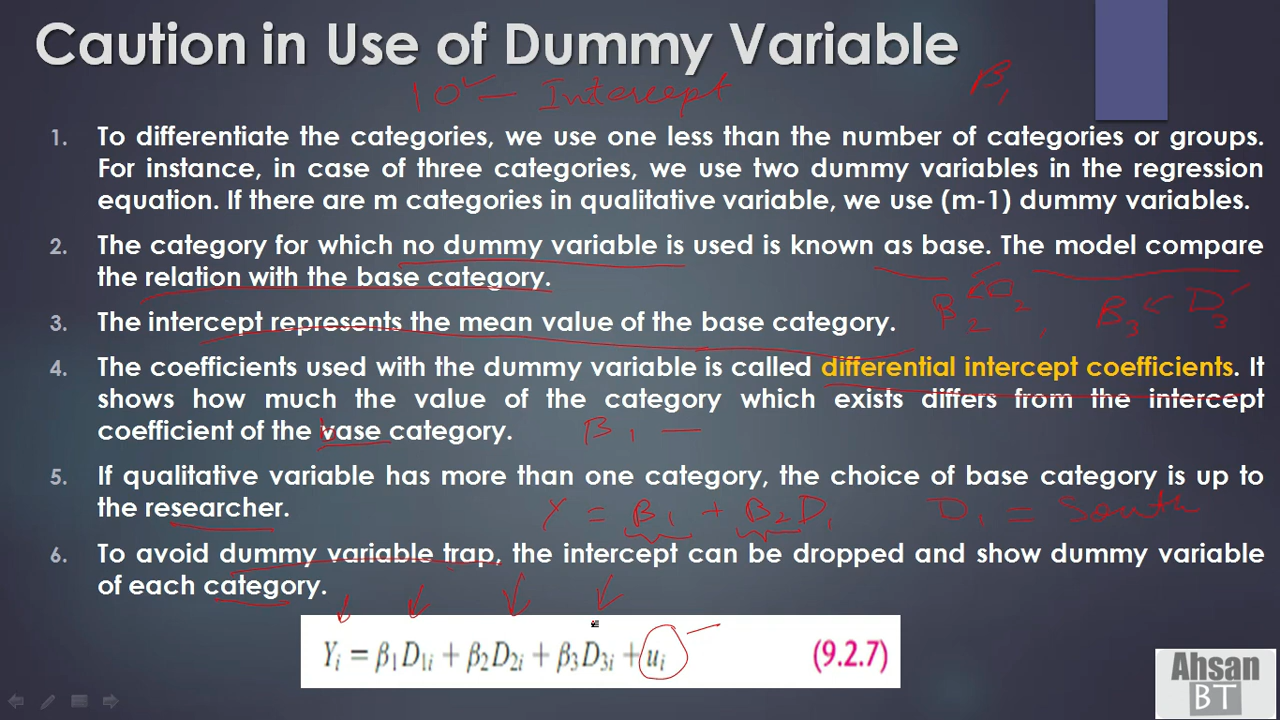 Caution in Use of Dummy Variable
10 — Intercept
β1
1. To differentiate the categories, we use one less than the number of categories or groups.
For instance, in case of three categories, we use two dummy variables in the regression
equation. If there are m categories in qualitative variable, we use (m-1) dummy variables.
2. The category for which no dummy variable is used is known as base. The model compare
the relation with the base category.
β2 < D2 , β3 < D3
3. The intercept represents the mean value of the base category.
4. The coefficients used with the dummy variable is called differential intercept coefficients. It
shows how much the value of the category which exists differs from the intercept
coefficient of the base category.
β1 —
5. If qualitative variable has more than one category, the choice of base category is up to
the researcher.
Y = β1 + β2D1 D1 = South
6. To avoid dummy variable trap, the intercept can be dropped and show dummy variable
of each category.
Yi = β1D1i + β2D2i + β3D3i + ui (9.2.7)
Ahsan
BT